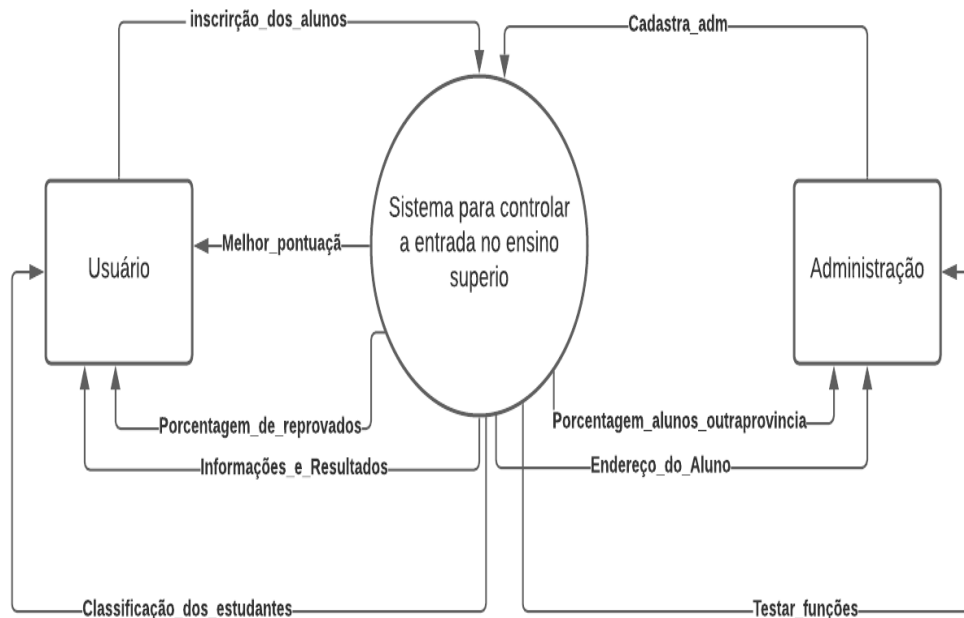 inscrirção_dos_alunos
Cadastra_adm
Sistema para controlar
a entrada no ensino
superio
Melhor_pontuaçã
Usuário
Administração
Porcentagem_de_reprovados
Porcentagem_alunos_outraprovincia
Informações_e_Resultados
Endereço_do_Aluno
Classificação_dos_estudantes
Testar_funções